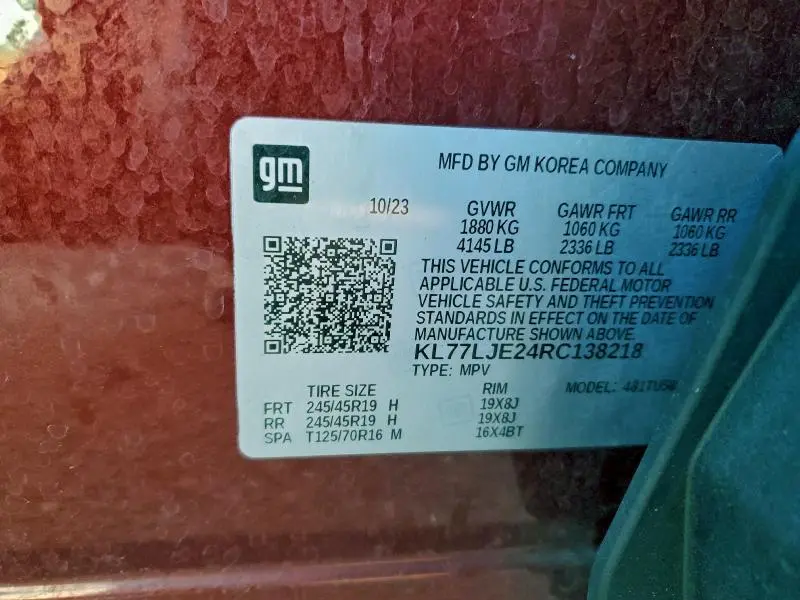 gm
MFD BY GM KOREA COMPANY
10/23
GVWR GAWR FRT GAWR RR
1880 KG 1060 KG 1060 KG
4145 LB 2336 LB 2336 LB
THIS VEHICLE CONFORMS TO ALL
APPLICABLE U.S. FEDERAL MOTOR
VEHICLE SAFETY AND THEFT PREVENTION
STANDARDS IN EFFECT ON THE DATE OF
MANUFACTURE SHOWN ABOVE.
KL77LJE24RC138218
TYPE: MPV
TIRE SIZE RIM MODEL:
FRT 245/45R19 H 19X8J
RR 245/45R19 H 19X8J
SPA T125/70R16 M 16X4BT